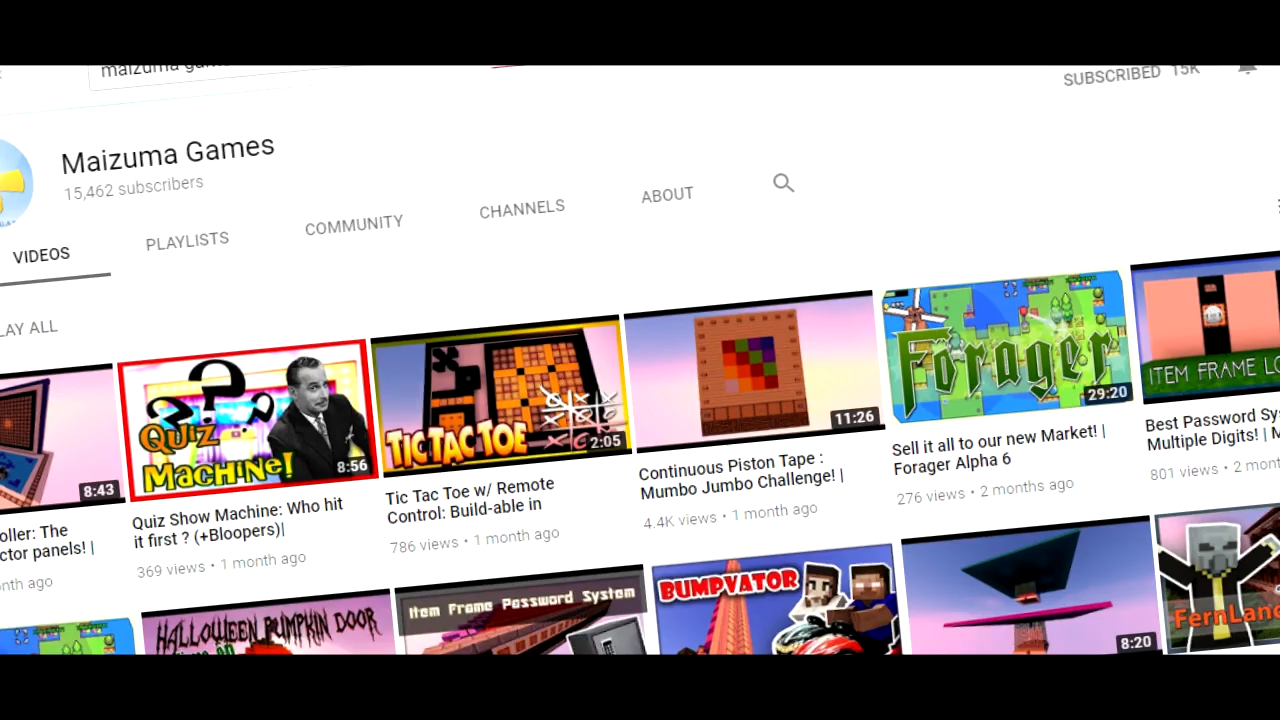 maizuma
SUBSCRIBED 15K
Maizuma Games
15,462 subscribers
VIDEOS
PLAYLISTS
COMMUNITY
CHANNELS
ABOUT
LAY ALL
8:43
QUIZ
MACHINE!
8:56
TIC TAC TOE
2:05
11:26
Forager
29:20
ITEM FRAME LO
oller: The
ctor panels! |
nth ago
Quiz Show Machine: Who hit
it first ? (+Bloopers)|
369 views • 1 month ago
Tic Tac Toe w/ Remote
Control: Build-able in
786 views • 1 month ago
Continuous Piston Tape :
Mumbo Jumbo Challenge! |
4.4K views • 1 month ago
Sell it all to our new Market! |
Forager Alpha 6
276 views • 2 months ago
Best Password Sy
Multiple Digits! | M
801 views • 2 mont
HALLOWEEN PUMPKIN DOOR
Item Frame Password System
BUMPVATOR
8:20
FernLand